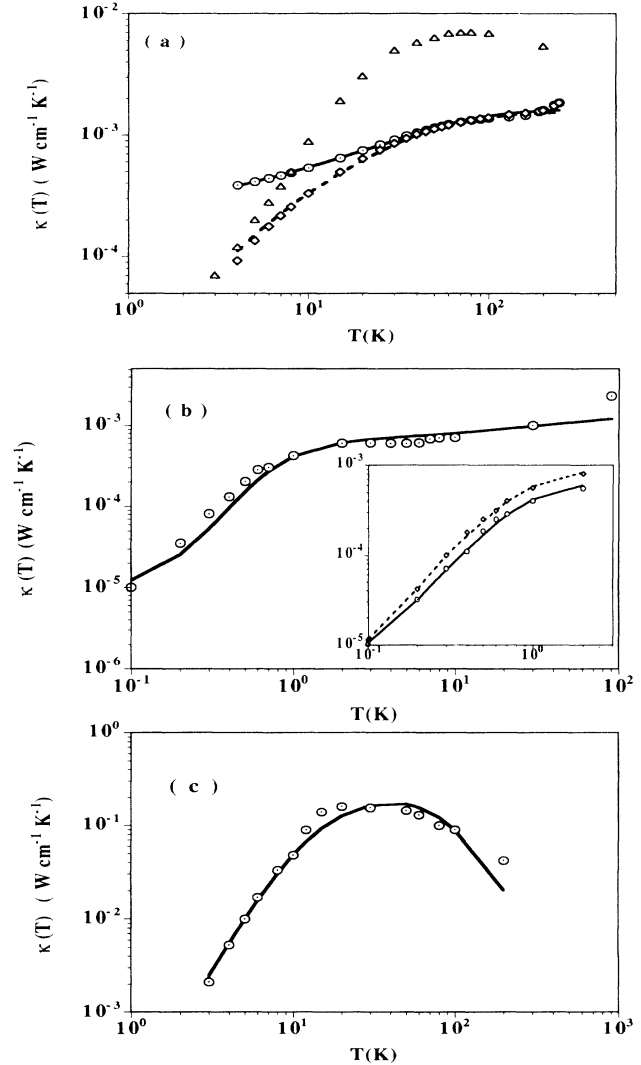 10⁻²
( a )
10⁻³
κ (T) ( W cm⁻¹ K⁻¹)
10⁻⁴
10⁰ 10¹ 10²
T(K)
( b )
10⁻³
10⁻⁴
κ (T) (W cm⁻¹ K⁻¹)
10⁻⁵
10⁻⁶
10⁻³
10⁻⁴
10⁻⁵
10⁻¹ 10⁰
10⁻¹ 10⁰ 10¹ 10²
T(K)
10⁰
( c )
10⁻¹
κ (T) ( W cm⁻¹ K⁻¹)
10⁻²
10⁻³
10⁰ 10¹ 10² 10³
T(K)